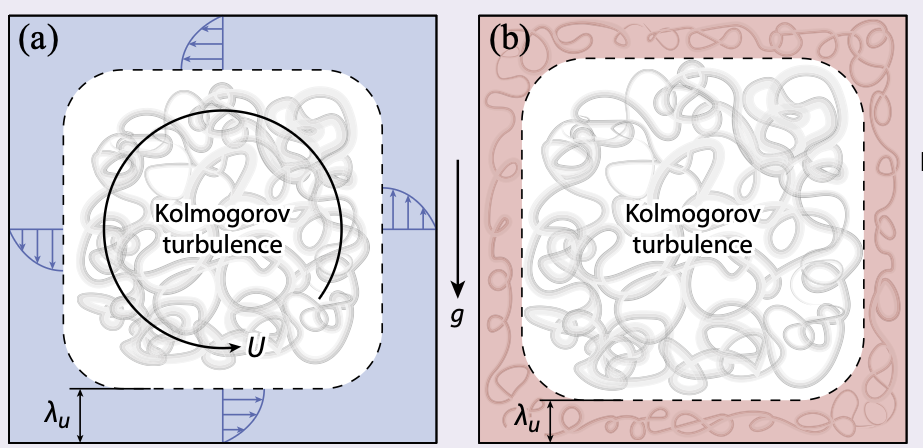 (a)
Kolmogorov
turbulence
U
λu
g
(b)
Kolmogorov
turbulence
λu